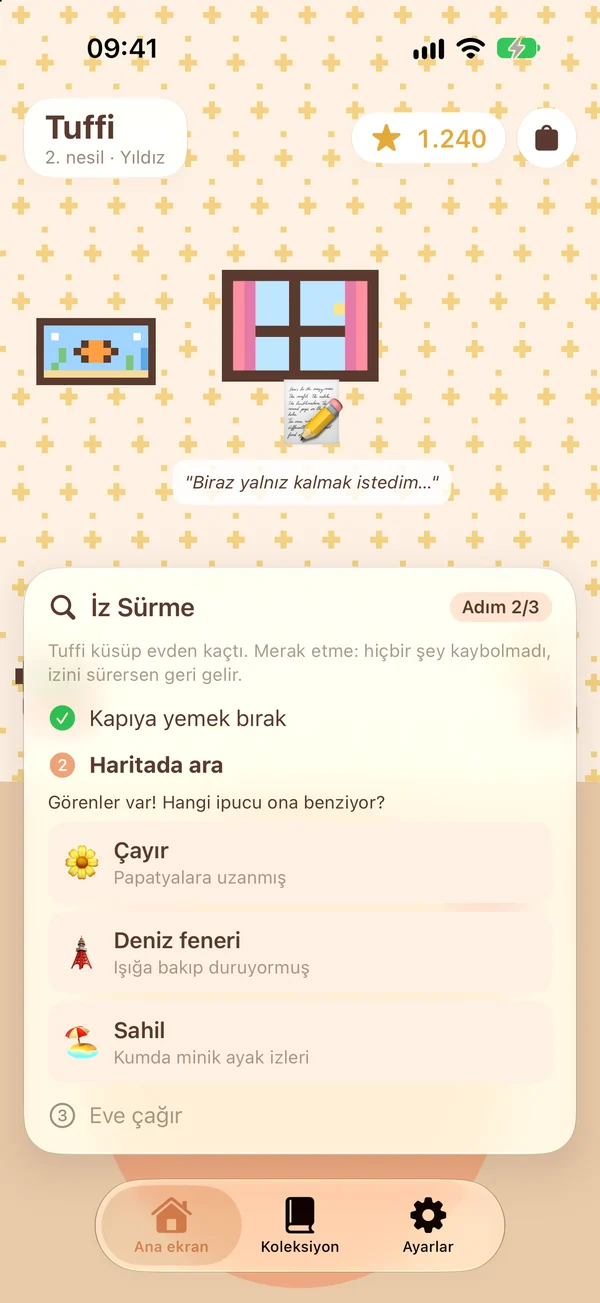 09:41
Tuffi
2. nesil · Yıldız
1.240
"Biraz yalnız kalmak istedim..."
İz Sürme
Adım 2/3
Tuffi küsüp evden kaçtı. Merak etme: hiçbir şey kaybolmadı,
izini sürersen geri gelir.
Kapıya yemek bırak
2 Haritada ara
Görenler var! Hangi ipucu ona benziyor?
Çayır
Papatyalara uzanmış
Deniz feneri
Işığa bakıp duruyormuş
Sahil
Kumda minik ayak izleri
3 Eve çağır
Ana ekran
Koleksiyon
Ayarlar